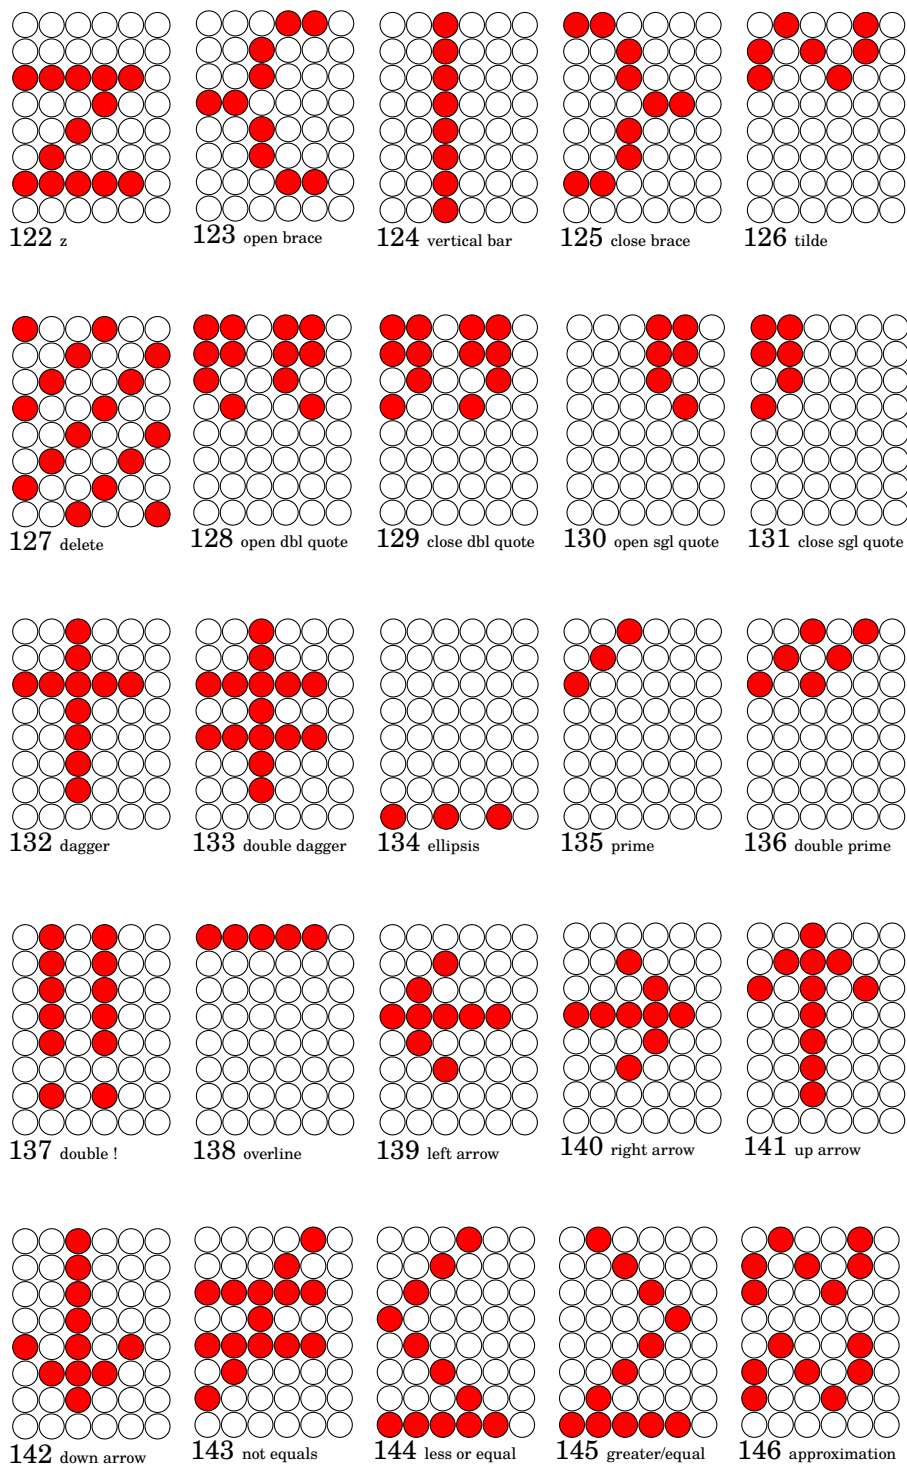 122 z
123 open brace
124 vertical bar
125 close brace
126 tilde
127 delete
128 open dbl quote
129 close dbl quote
130 open sgl quote
131 close sgl quote
132 dagger
133 double dagger
134 ellipsis
135 prime
136 double prime
137 double !
138 overline
139 left arrow
140 right arrow
141 up arrow
142 down arrow
143 not equals
144 less or equal
145 greater/equal
146 approximation